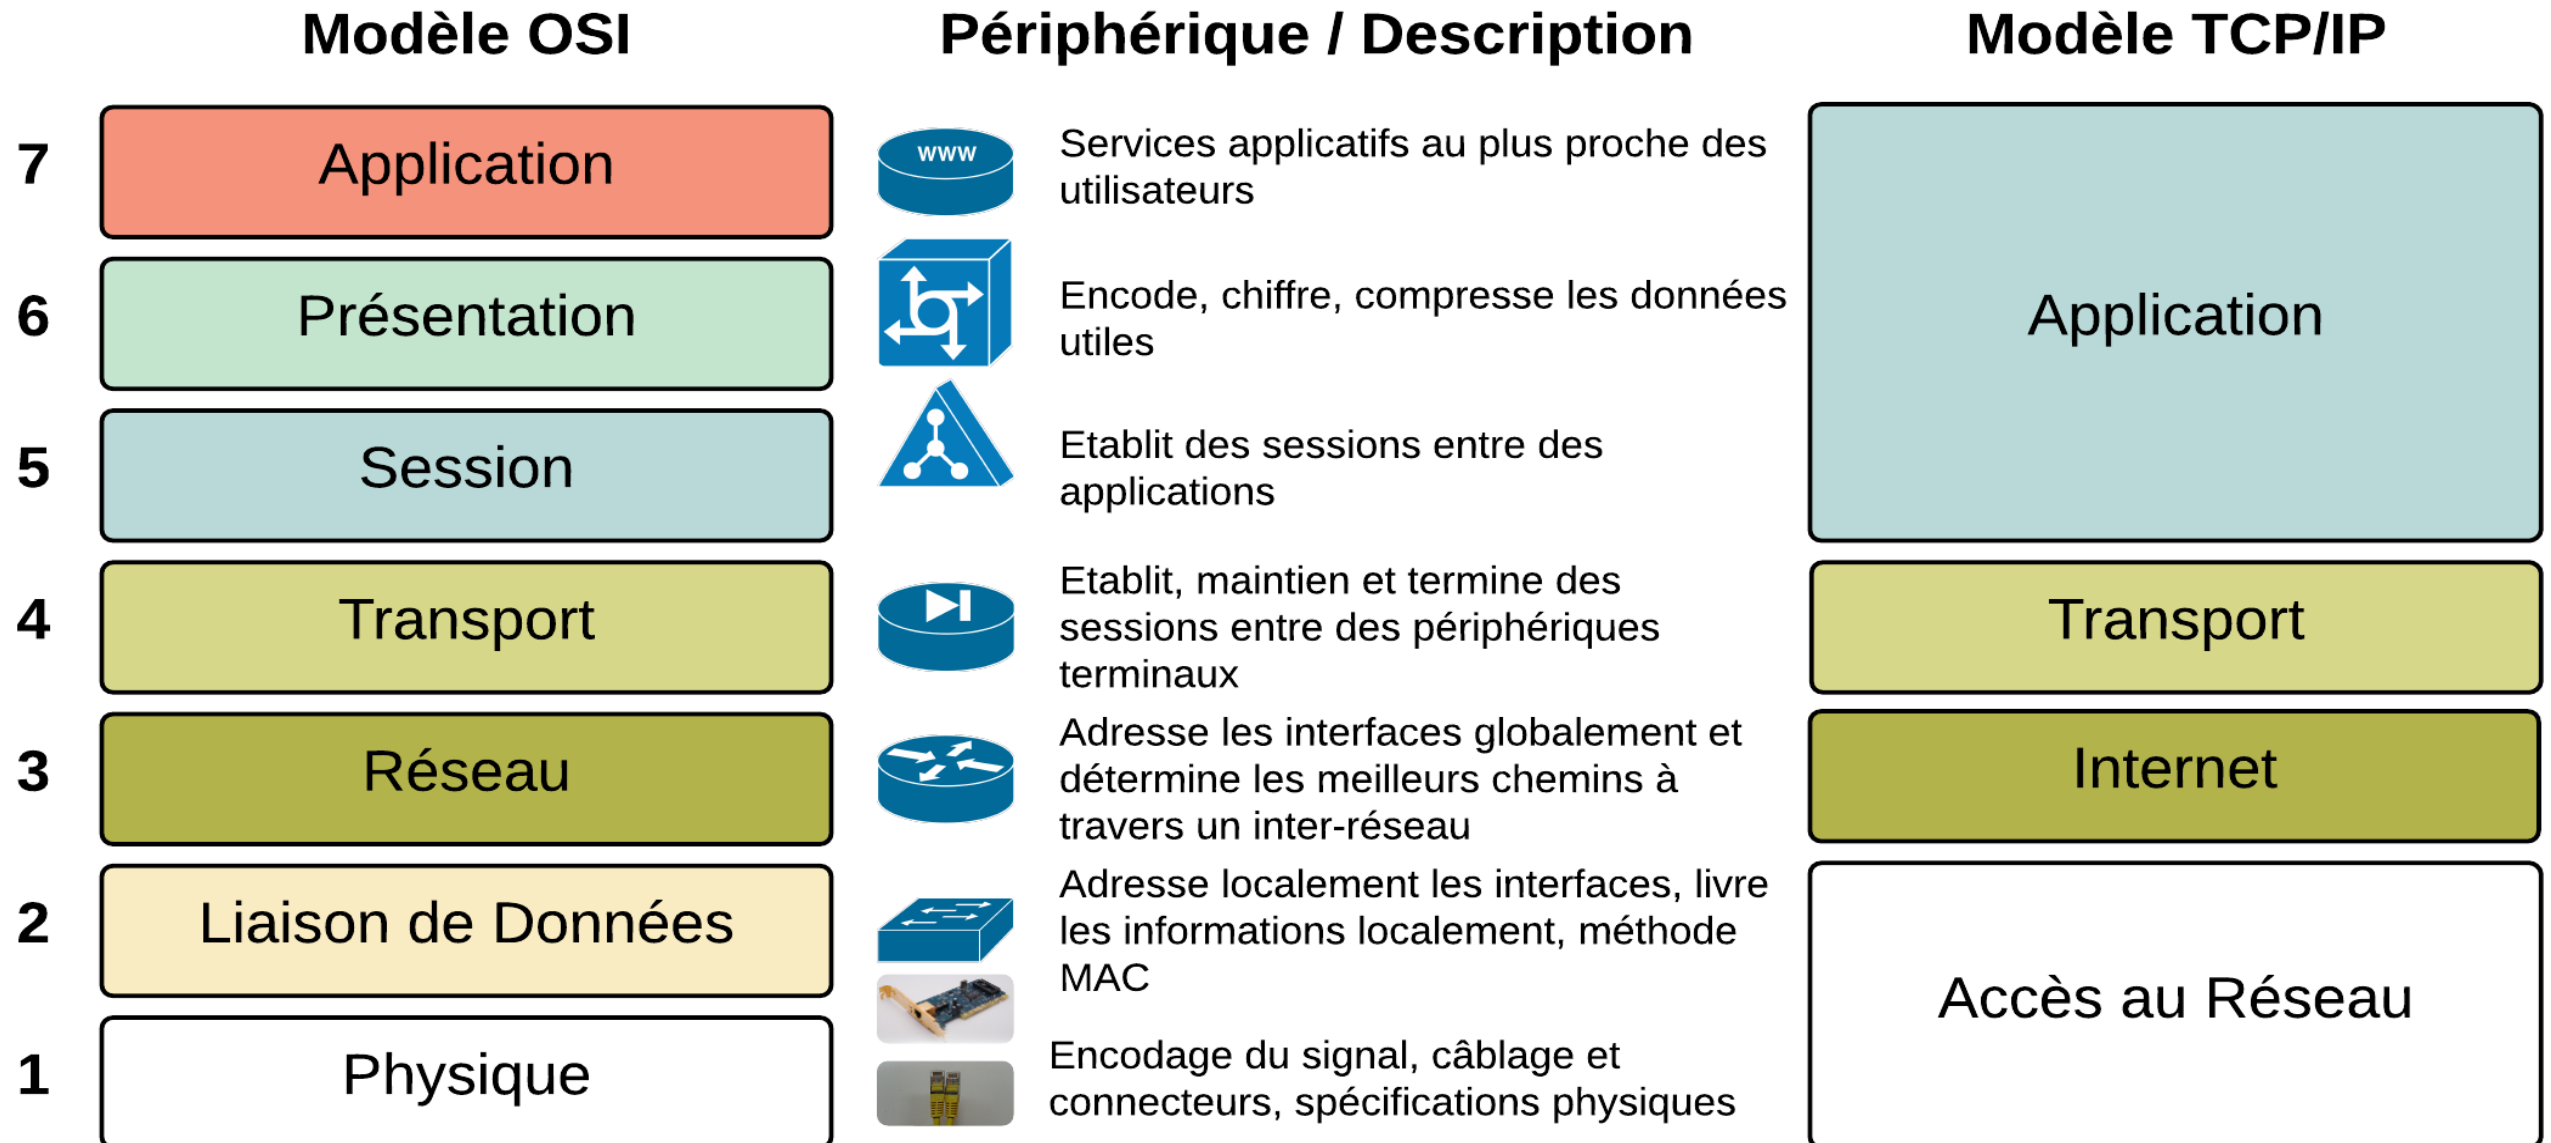 Modèle OSI
Périphérique / Description
Modèle TCP/IP
7
Application
www
Services applicatifs au plus proche des
utilisateurs
6
Présentation
Encode, chiffre, compresse les données
utiles
Application
5
Session
Etablit des sessions entre des
applications
4
Transport
Etablit, maintien et termine des
sessions entre des périphériques
terminaux
Transport
3
Réseau
Adresse les interfaces globalement et
détermine les meilleurs chemins à
travers un inter-réseau
Internet
2
Liaison de Données
Adresse localement les interfaces, livre
les informations localement, méthode
MAC
Accès au Réseau
1
Physique
Encodage du signal, câblage et
connecteurs, spécifications physiques